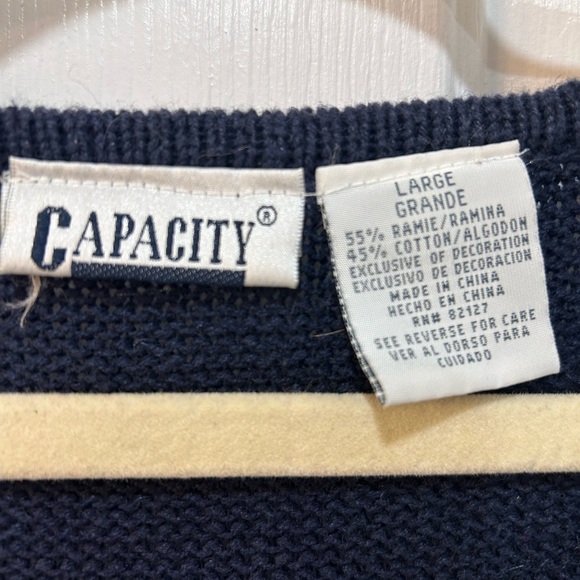 CAPACITY®
LARGE
GRANDE
55% RAMIE/RAMINA
45% COTTON/ALGODON
EXCLUSIVE OF DECORATION
EXCLUSIVO DE DECORACION
MADE IN CHINA
HECHO EN CHINA
RN# 82127
SEE REVERSE FOR CARE
VER AL DORSO PARA
CUIDADO